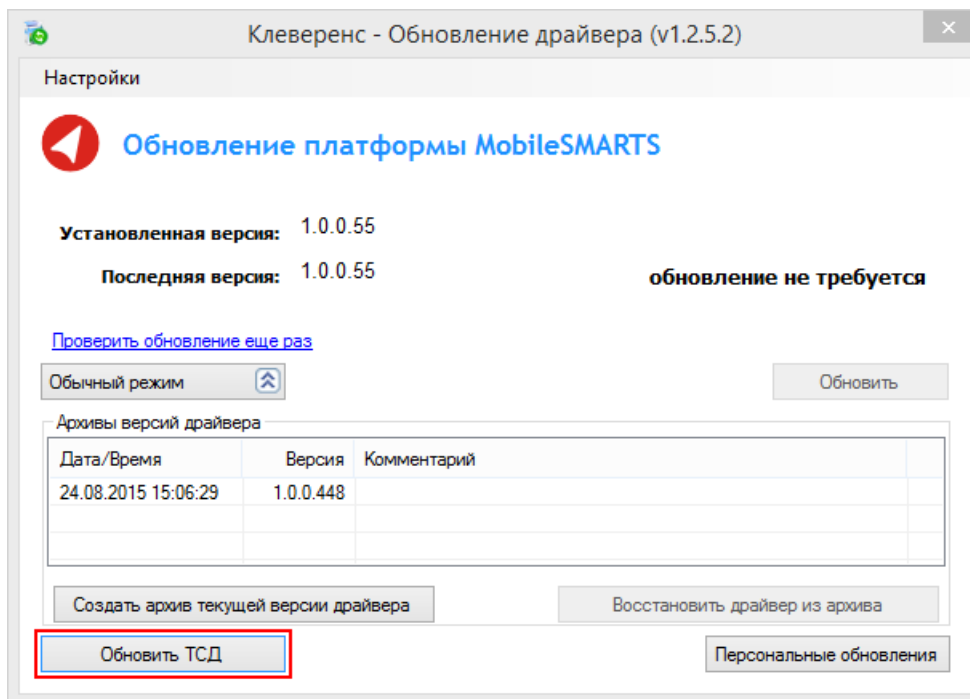 Клеверенс - Обновление драйвера (v1.2.5.2)
Настройки
Обновление платформы MobileSMARTS
Установленная версия: 1.0.0.55
Последняя версия: 1.0.0.55 обновление не требуется
Проверить обновление еще раз
Обычный режим Обновить
Архивы версий драйвера
Дата/Время Версия Комментарий
24.08.2015 15:06:29 1.0.0.448
Создать архив текущей версии драйвера Восстановить драйвер из архива
Обновить ТСД Персональные обновления